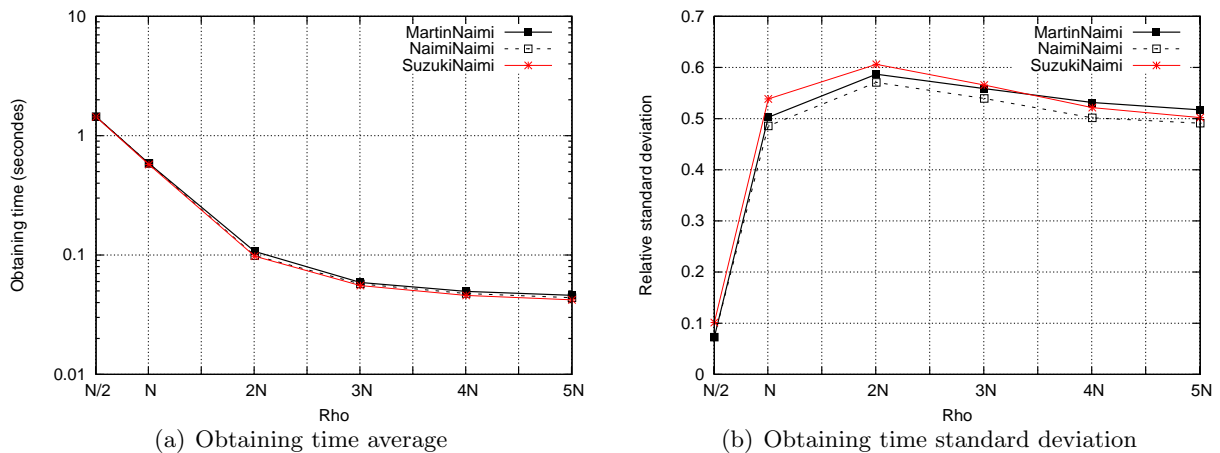 10
1
0.1
0.01
Obtaining time (secondes)
MartinNaimi
NaimiNaimi
SuzukiNaimi
N/2
N
2N
3N
4N
5N
Rho
(a) Obtaining time average
0.7
0.6
0.5
0.4
0.3
0.2
0.1
0
Relative standard deviation
MartinNaimi
NaimiNaimi
SuzukiNaimi
N/2
N
2N
3N
4N
5N
Rho
(b) Obtaining time standard deviation